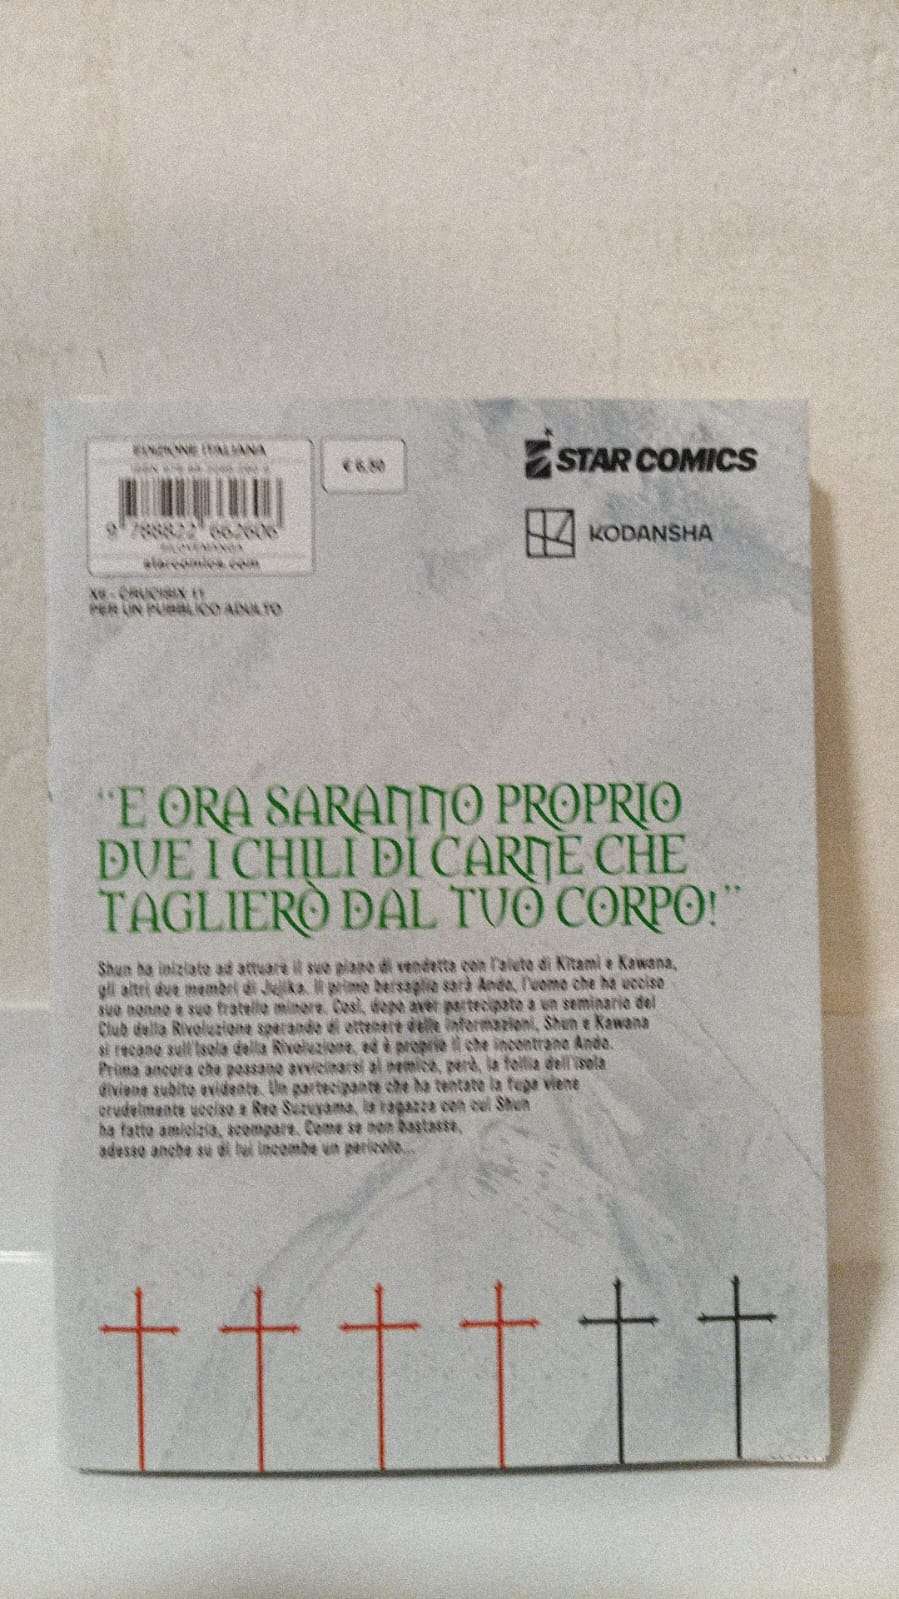 EDIZIONE ITALIANA
9 788822 662606
starcomics.com
€ 6,50
STAR COMICS
KODANSHA
CRUCISIX 11
PER UN PUBBLICO ADULTO
“E ORA SARANNO PROPRIO
DUE I CHILI DI CARNE CHE
TAGLIERÒ DAL TUO CORPO!”
Shun ha iniziato ad attuare il suo piano di vendetta con l'aiuto di Kitami e Kawana,
gli altri due membri di Jujika. Il primo bersaglio sarà Ando, l'uomo che ha ucciso
suo nonno e suo fratello minore. Così, dopo aver partecipato a un seminario del
Club della Rivoluzione sperando di ottenere delle informazioni, Shun e Kawana
si recano sull'Isola della Rivoluzione, ed è proprio lì che incontrano Ando.
Prima ancora che possano avvicinarsi al nemico, però, la follia dell'isola
diviene subito evidente. Un partecipante che ha tentato la fuga viene
crudelmente ucciso e Reo Suzuyama, la ragazza con cui Shun
ha fatto amicizia, scompare. Come se non bastasse,
adesso anche su di lui incombe un pericolo...